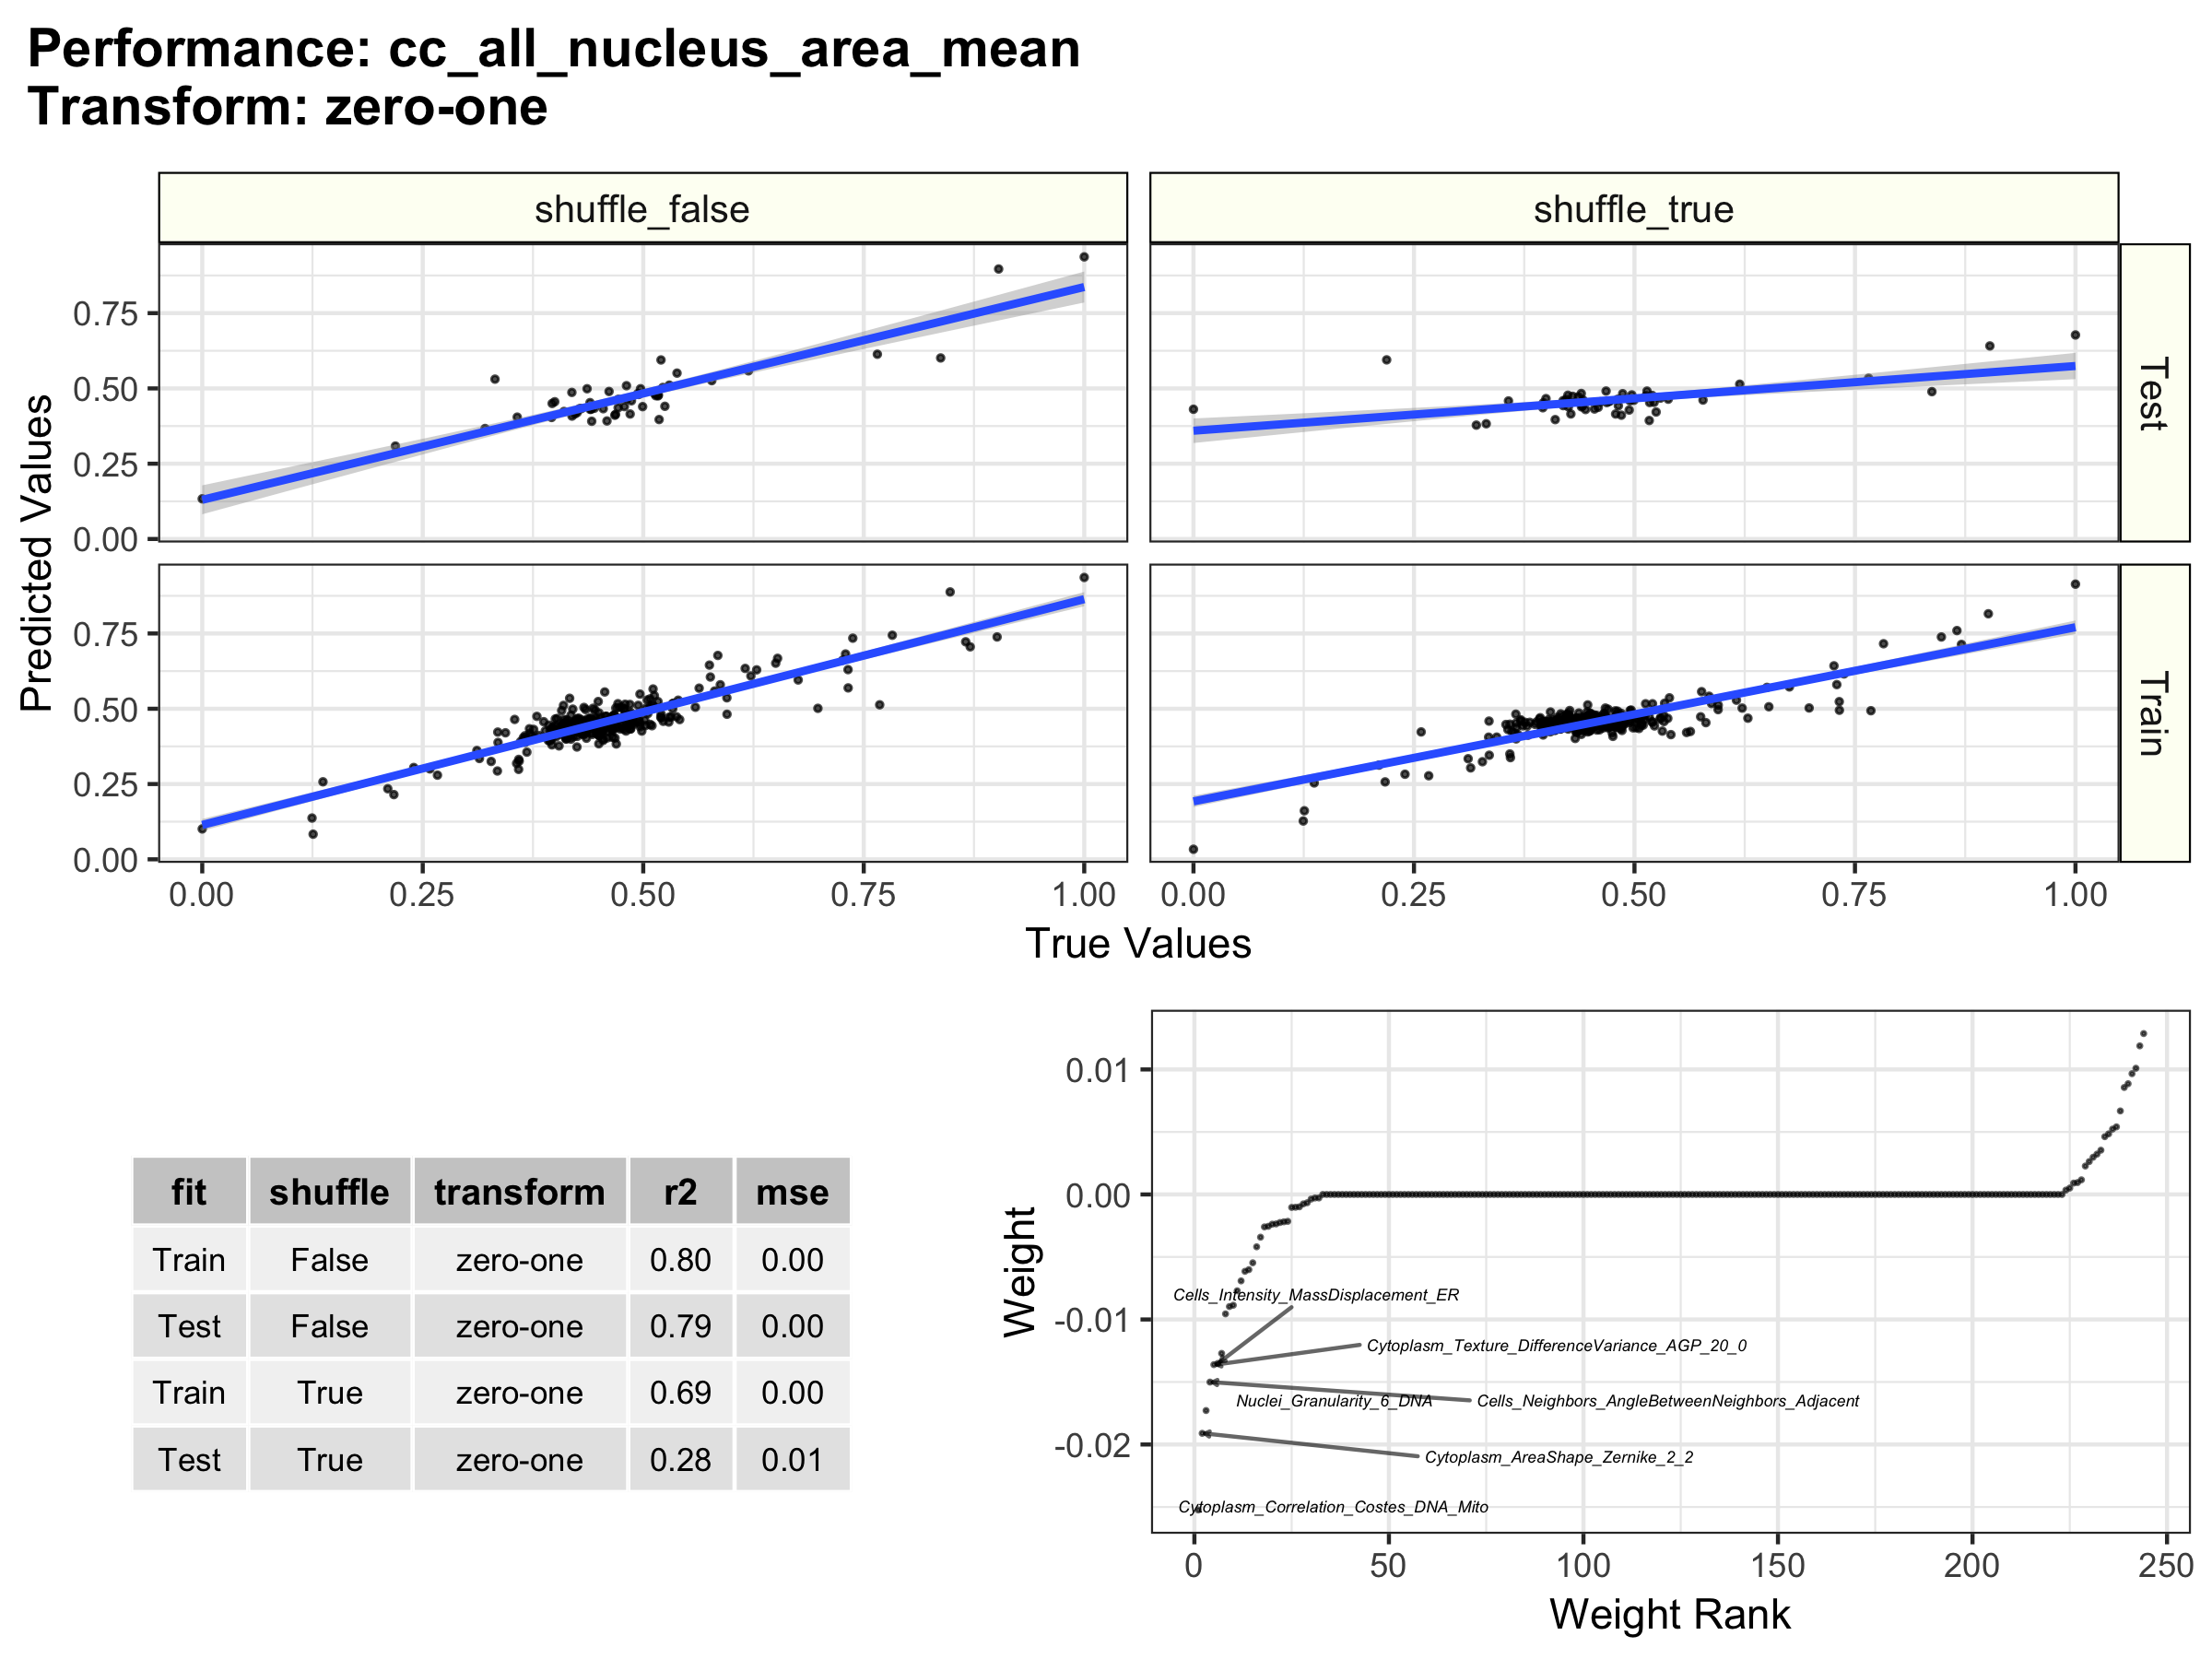 Performance: cc_all_nucleus_area_mean
Transform: zero-one
shuffle_false
shuffle_true
0.75
0.50
0.25
0.00
Test
0.75
0.50
0.25
0.00
Train
Predicted Values
0.00 0.25 0.50 0.75 1.00
0.00 0.25 0.50 0.75 1.00
True Values
fit shuffle transform r2 mse
Train False zero-one 0.80 0.00
Test False zero-one 0.79 0.00
Train True zero-one 0.69 0.00
Test True zero-one 0.28 0.01
0.01
0.00
-0.01
-0.02
Weight
Cells_Intensity_MassDisplacement_ER
Cytoplasm_Texture_DifferenceVariance_AGP_20_0
Nuclei_Granularity_6_DNA
Cells_Neighbors_AngleBetweenNeighbors_Adjacent
Cytoplasm_AreaShape_Zernike_2_2
Cytoplasm_Correlation_Costes_DNA_Mito
0 50 100 150 200 250
Weight Rank